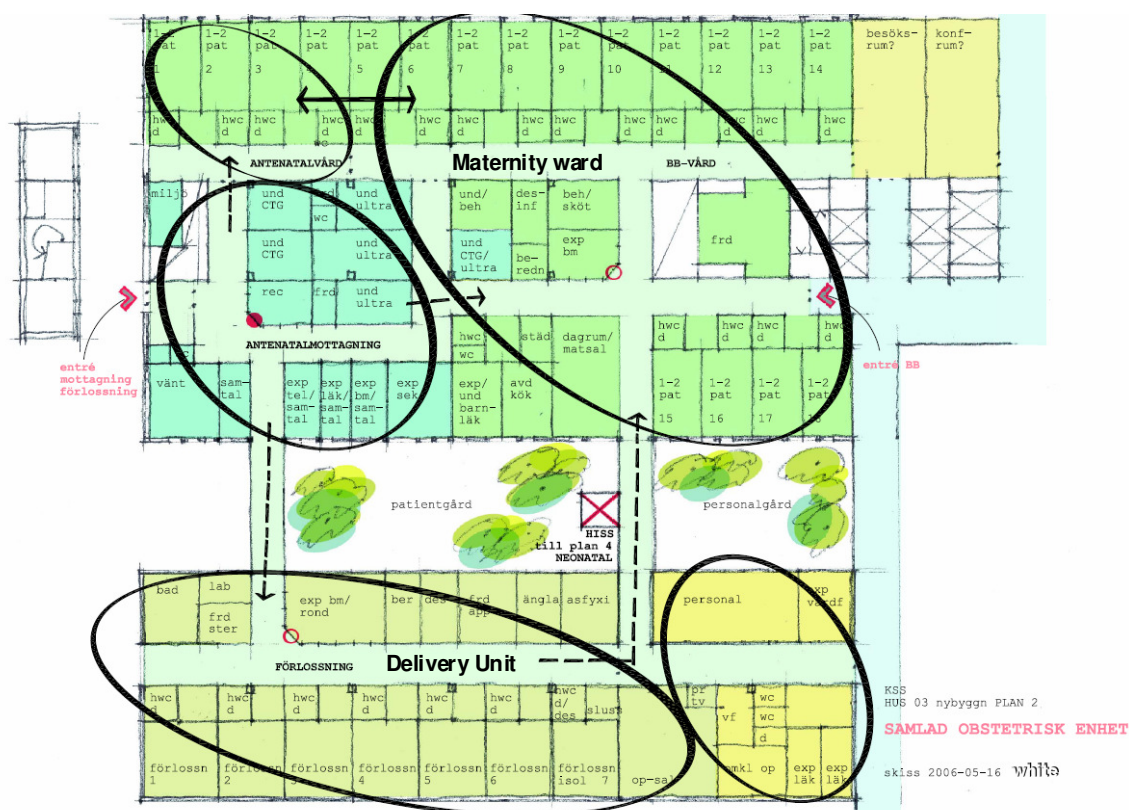 1-2 pat 1
1-2 pat 2
1-2 pat 3
1-2 pat
1-2 pat 5
1-2 pat 6
1-2 pat 7
1-2 pat 8
1-2 pat 9
1-2 pat 10
1-2 pat 11
1-2 pat 12
1-2 pat 13
1-2 pat 14
besöks-
rum?
konf-
rum?
hwc d
hwc d
hwc d
hwc d
hwc d
hwc d
hwc d
hwc d
hwc d
hwc d
hwc d
hwc d
hwc d
hwc d
wc
ANTENATALVÅRD
Maternity ward
BB-VÅRD
miljö
und
CTG
frd
wc
und
ultra
und/
beh
des-
inf
beh/
sköt
und
CTG
und
ultra
und
CTG/
ultra
be-
redn
exp
bm
frd
rec
frd
und
ultra
entré
mottagning
förlossning
ANTENATALMOTTAGNING
entré BB
hwc
wc
städ
dagrum/
matsal
hwc d
hwc d
hwc d
hwc d
vänt
sam-
tal
exp
tel/
sam-
tal
exp
läk/
sam-
tal
exp
bm/
sam-
tal
exp
sek
exp/
und
barn-
läk
avd
kök
1-2 pat 15
1-2 pat 16
1-2 pat 17
1-2 pat 18
patientgård
HISS
till plan 4
NEONATAL
personalgård
bad
lab
frd
ster
exp bm/
rond
ber
des
frd
app
ängla
asfyxi
personal
exp
vårdf
FÖRLOSSNING
Delivery Unit
hwc d
hwc d
hwc d
hwc d
hwc d
hwc d
hwc
d/
des
sluss
pr
tv
vf
wc
wc
d
förlossn
1
förlossn
2
förlossn
3
förlossn
4
förlossn
5
förlossn
6
förlossn
isol 7
op-sal
omkl op
exp
läk
exp
läk
KSS
HUS 03 nybyggn PLAN 2
SAMLAD OBSTETRISK ENHET
skiss 2006-05-16 white